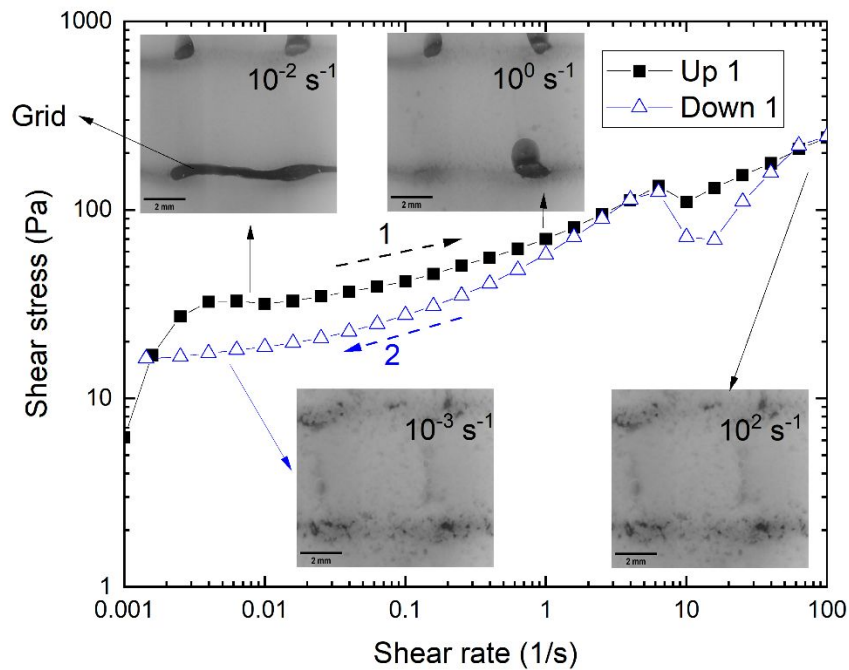 1000
100
10
1
Shear stress (Pa)
Grid
10⁻² s⁻¹
2 mm
10⁰ s⁻¹
2 mm
Up 1
Down 1
1
2
10⁻³ s⁻¹
2 mm
10² s⁻¹
2 mm
0.001
0.01
0.1
1
10
100
Shear rate (1/s)